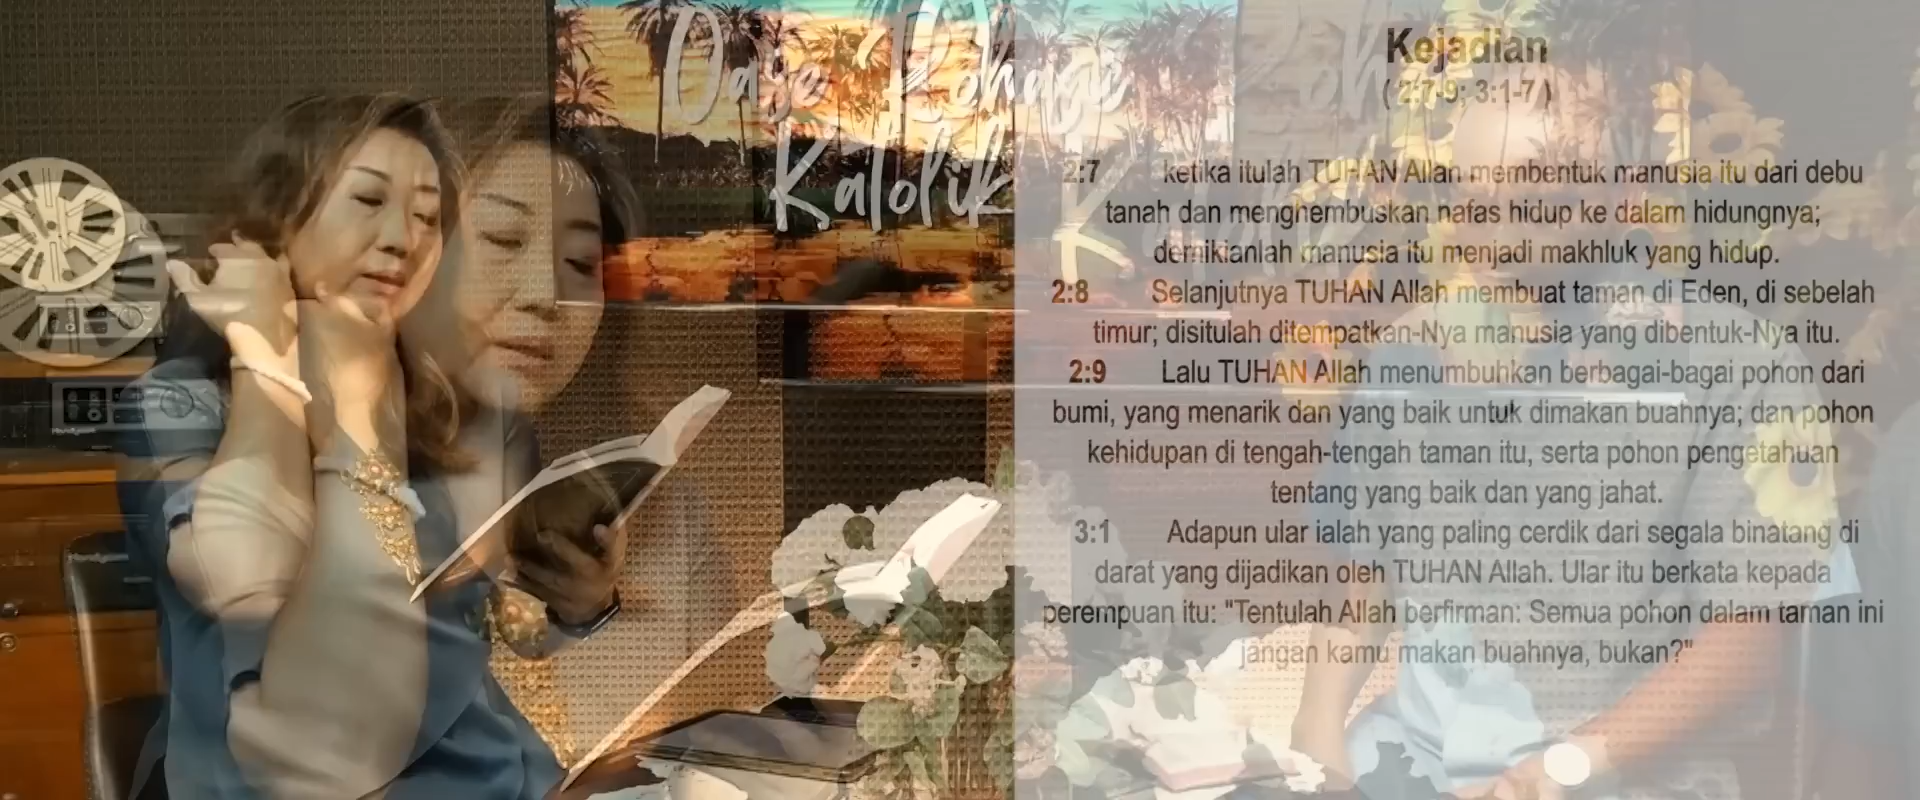 Oase Rohani
Katolik
Kejadian
( 2:7-9; 3:1-7 )
2:7 ketika itulah TUHAN Allah membentuk manusia itu dari debu
tanah dan menghembuskan nafas hidup ke dalam hidungnya;
demikianlah manusia itu menjadi makhluk yang hidup.
2:8 Selanjutnya TUHAN Allah membuat taman di Eden, di sebelah
timur; disitulah ditempatkan-Nya manusia yang dibentuk-Nya itu.
2:9 Lalu TUHAN Allah menumbuhkan berbagai-bagai pohon dari
bumi, yang menarik dan yang baik untuk dimakan buahnya; dan pohon
kehidupan di tengah-tengah taman itu, serta pohon pengetahuan
tentang yang baik dan yang jahat.
3:1 Adapun ular ialah yang paling cerdik dari segala binatang di
darat yang dijadikan oleh TUHAN Allah. Ular itu berkata kepada
perempuan itu: "Tentulah Allah berfirman: Semua pohon dalam taman ini
jangan kamu makan buahnya, bukan?"